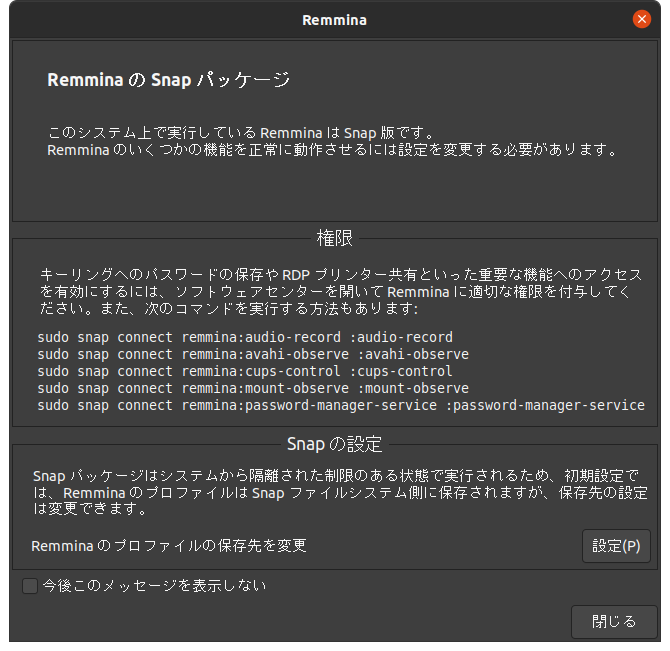 Remmina
Remmina の Snap パッケージ
このシステム上で実行している Remmina は Snap 版です。
Remmina のいくつかの機能を正常に動作させるには設定を変更する必要があります。
権限
キーリングへのパスワードの保存や RDP プリンター共有といった重要な機能へのアクセス
を有効にするには、ソフトウェアセンターを開いて Remmina に適切な権限を付与してく
ださい。また、次のコマンドを実行する方法もあります:
sudo snap connect remmina:audio-record :audio-record
sudo snap connect remmina:avahi-observe :avahi-observe
sudo snap connect remmina:cups-control :cups-control
sudo snap connect remmina:mount-observe :mount-observe
sudo snap connect remmina:password-manager-service :password-manager-service
Snap の設定
Snap パッケージはシステムから隔離された制限のある状態で実行されるため、初期設定で
は、Remmina のプロファイルは Snap ファイルシステム側に保存されますが、保存先の設定
は変更できます。
Remmina のプロファイルの保存先を変更
設定(P)
今後このメッセージを表示しない
閉じる